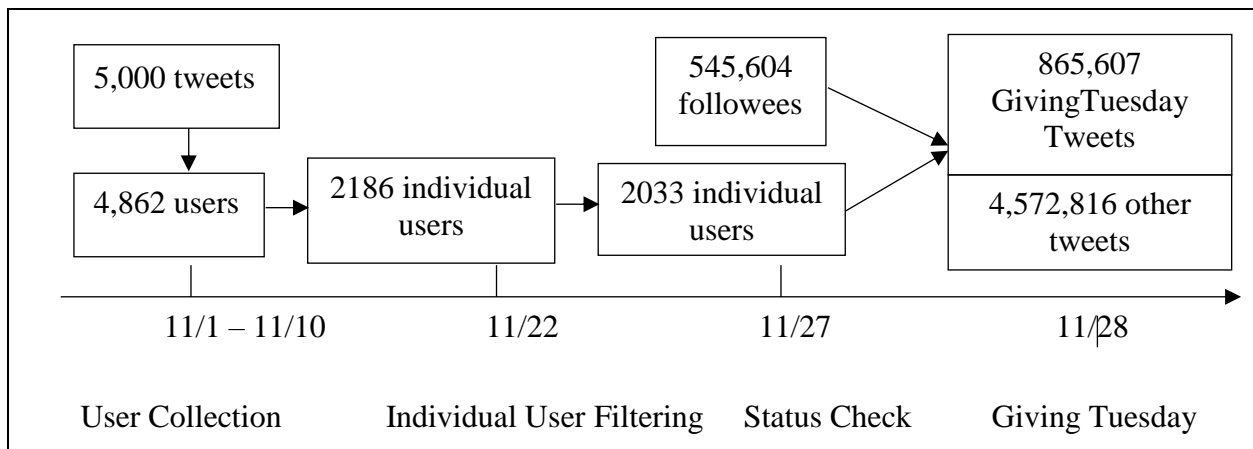 5,000 tweets
4,862 users
2186 individual
users
545,604
followees
2033 individual
users
865,607
GivingTuesday
Tweets
4,572,816 other
tweets
11/1 – 11/10
11/22
11/27
11/28
User Collection
Individual User Filtering
Status Check
Giving Tuesday